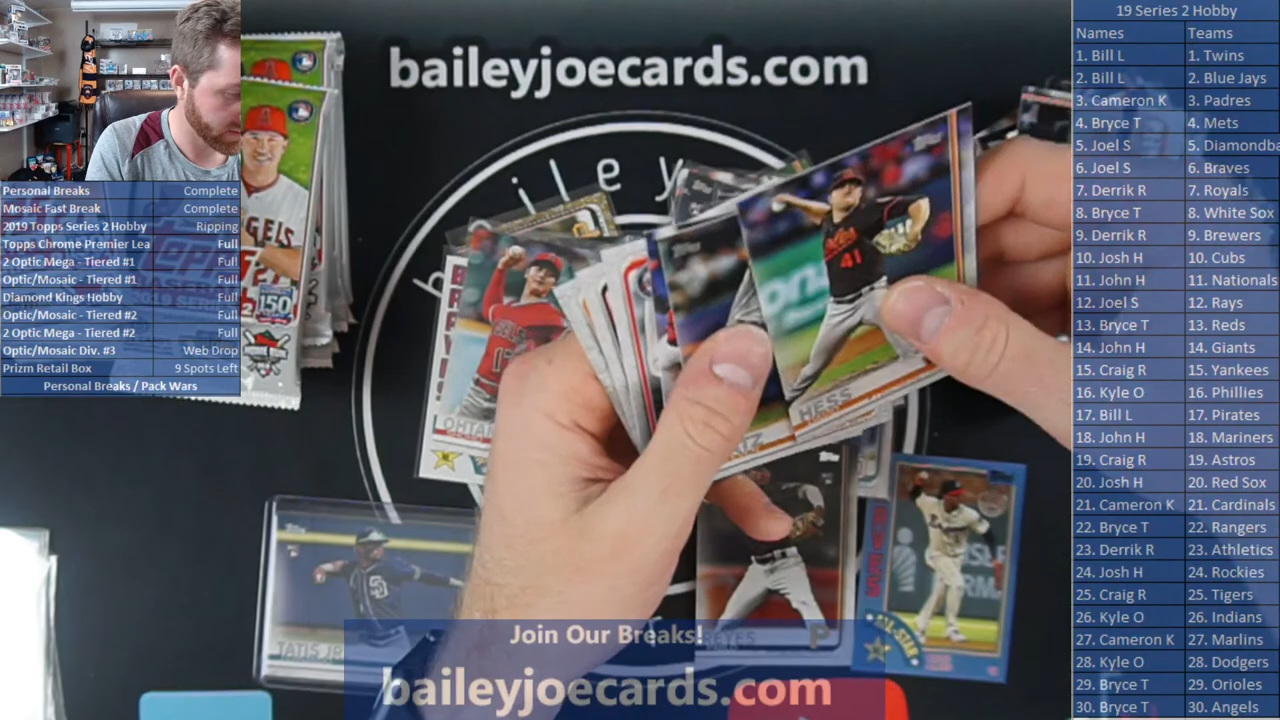 baileyjoecards.com
bailey
Personal Breaks Complete
Mosaic Fast Break Complete
2019 Topps Series 2 Hobby Ripping
Topps Chrome Premier Lea Full
2 Optic Mega - Tiered #1 Full
Optic/Mosaic - Tiered #1 Full
Diamond Kings Hobby Full
Optic/Mosaic - Tiered #2 Full
2 Optic Mega - Tiered #2 Full
Optic/Mosaic Div. #3 Web Drop
Prizm Retail Box 9 Spots Left
Personal Breaks / Pack Wars
ANGELS
150
HESS
41
OHTAN
TATIS JR
REYES
ALL-STAR
Join Our Breaks!
baileyjoecards.com
19 Series 2 Hobby
Names Teams
1. Bill L 1. Twins
2. Bill L 2. Blue Jays
3. Cameron K 3. Padres
4. Bryce T 4. Mets
5. Joel S 5. Diamondba
6. Joel S 6. Braves
7. Derrik R 7. Royals
8. Bryce T 8. White Sox
9. Derrik R 9. Brewers
10. Josh H 10. Cubs
11. John H 11. Nationals
12. Joel S 12. Rays
13. Bryce T 13. Reds
14. John H 14. Giants
15. Craig R 15. Yankees
16. Kyle O 16. Phillies
17. Bill L 17. Pirates
18. John H 18. Mariners
19. Craig R 19. Astros
20. Josh H 20. Red Sox
21. Cameron K 21. Cardinals
22. Bryce T 22. Rangers
23. Derrik R 23. Athletics
24. Josh H 24. Rockies
25. Craig R 25. Tigers
26. Kyle O 26. Indians
27. Cameron K 27. Marlins
28. Kyle O 28. Dodgers
29. Bryce T 29. Orioles
30. Bryce T 30. Angels